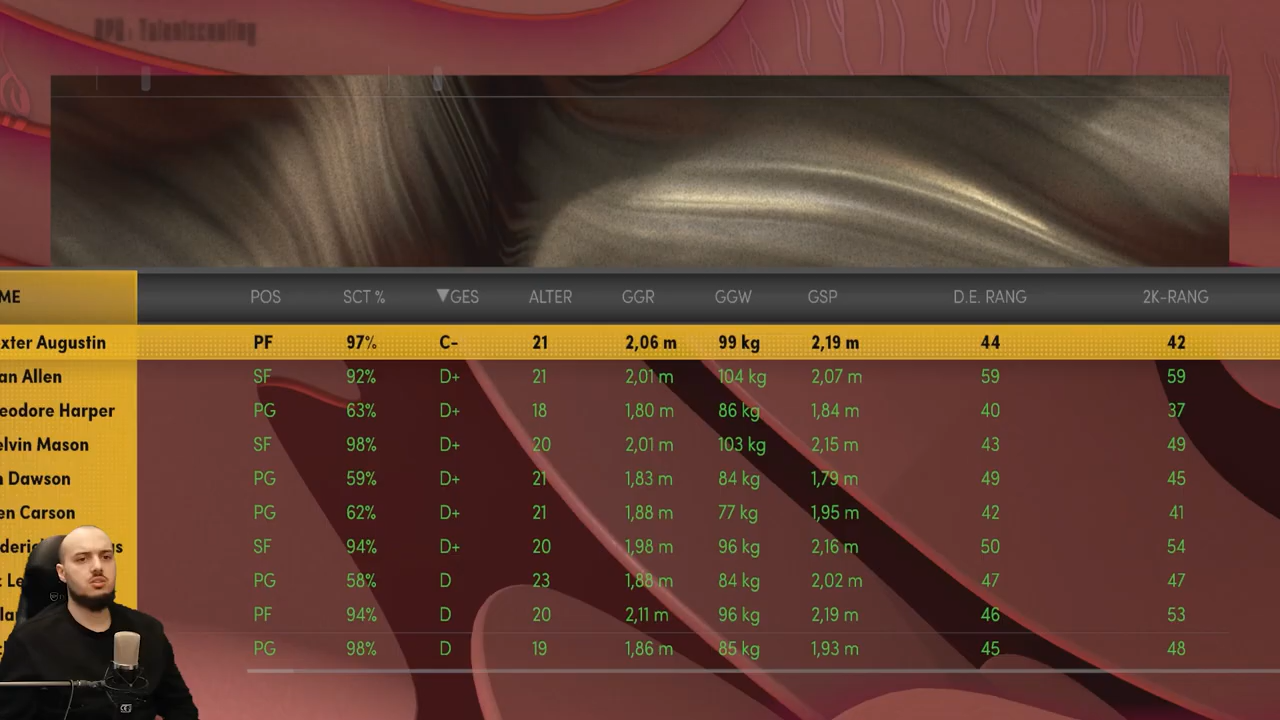 ME POS SCT % ▼GES ALTER GGR GGW GSP D.E. RANG 2K-RANG
xter Augustin PF 97% C- 21 2,06 m 99 kg 2,19 m 44 42
an Allen SF 92% D+ 21 2,01 m 104 kg 2,07 m 59 59
eodore Harper PG 63% D+ 18 1,80 m 86 kg 1,84 m 40 37
elvin Mason SF 98% D+ 20 2,01 m 103 kg 2,15 m 43 49
n Dawson PG 59% D+ 21 1,83 m 84 kg 1,79 m 49 45
en Carson PG 62% D+ 21 1,88 m 77 kg 1,95 m 42 41
SF 94% D+ 20 1,98 m 96 kg 2,16 m 50 54
PG 58% D 23 1,88 m 84 kg 2,02 m 47 47
PF 94% D 20 2,11 m 96 kg 2,19 m 46 53
PG 98% D 19 1,86 m 85 kg 1,93 m 45 48